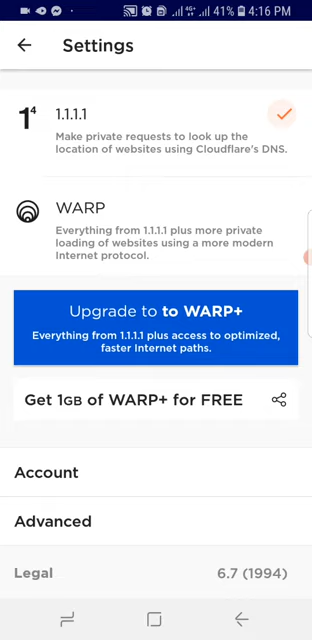 4G+ 41% 4:16 PM
Settings
1⁴ 1.1.1.1
Make private requests to look up the
location of websites using Cloudflare's DNS.
WARP
Everything from 1.1.1.1 plus more private
loading of websites using a more modern
Internet protocol.
Upgrade to to WARP+
Everything from 1.1.1.1 plus access to optimized,
faster Internet paths.
Get 1GB of WARP+ for FREE
Account
Advanced
Legal 6.7 (1994)